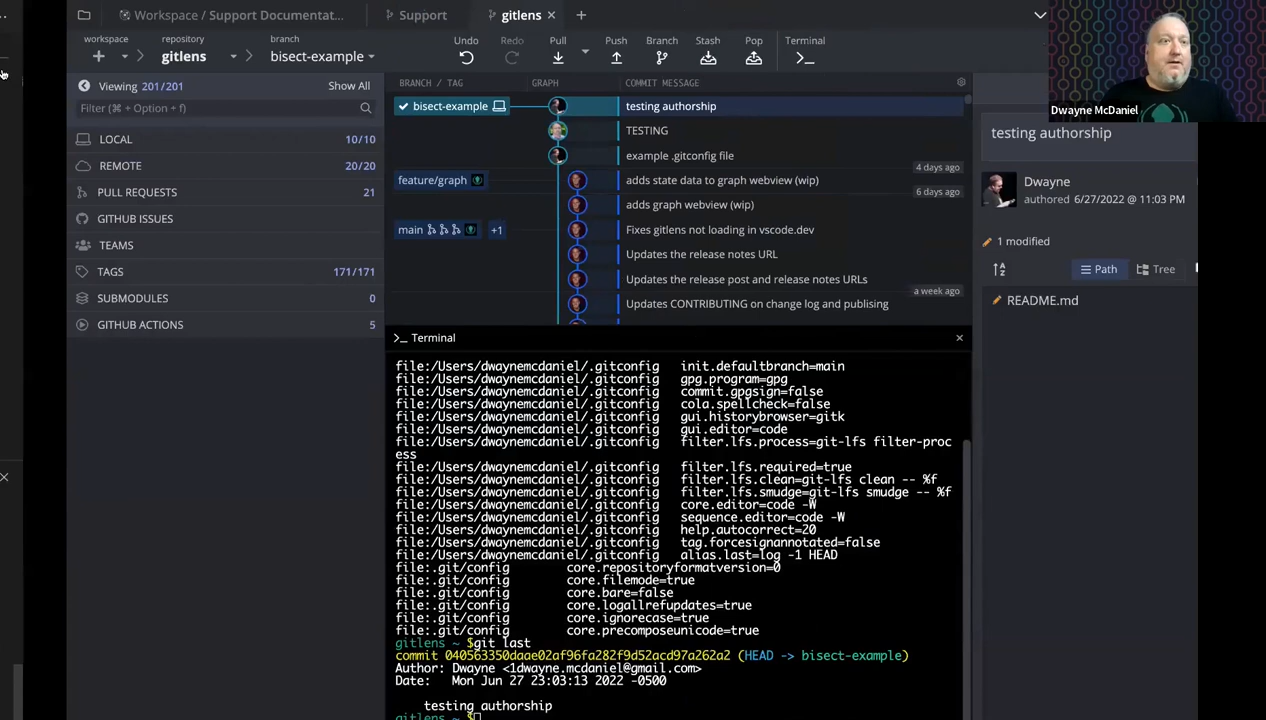 Workspace / Support Documentat...
Support
gitlens
workspace
repository
gitlens
branch
bisect-example
Undo
Redo
Pull
Push
Branch
Stash
Pop
Terminal
Dwayne McDaniel
Viewing 201/201
Show All
Filter (⌘ + Option + f)
LOCAL 10/10
REMOTE 20/20
PULL REQUESTS 21
GITHUB ISSUES
TEAMS
TAGS 171/171
SUBMODULES 0
GITHUB ACTIONS 5
BRANCH / TAG GRAPH COMMIT MESSAGE
bisect-example testing authorship
TESTING
example .gitconfig file
4 days ago
feature/graph adds state data to graph webview (wip)
6 days ago
adds graph webview (wip)
main +1 Fixes gitlens not loading in vscode.dev
Updates the release notes URL
Updates the release post and release notes URLs
a week ago
Updates CONTRIBUTING on change log and publising
>_ Terminal
file:/Users/dwaynemcdaniel/.gitconfig init.defaultbranch=main
file:/Users/dwaynemcdaniel/.gitconfig gpg.program=gpg
file:/Users/dwaynemcdaniel/.gitconfig commit.gpgsign=false
file:/Users/dwaynemcdaniel/.gitconfig cola.spellcheck=false
file:/Users/dwaynemcdaniel/.gitconfig gui.historybrowser=gitk
file:/Users/dwaynemcdaniel/.gitconfig gui.editor=code
file:/Users/dwaynemcdaniel/.gitconfig filter.lfs.process=git-lfs filter-proc
ess
file:/Users/dwaynemcdaniel/.gitconfig filter.lfs.required=true
file:/Users/dwaynemcdaniel/.gitconfig filter.lfs.clean=git-lfs clean -- %f
file:/Users/dwaynemcdaniel/.gitconfig filter.lfs.smudge=git-lfs smudge -- %f
file:/Users/dwaynemcdaniel/.gitconfig core.editor=code -W
file:/Users/dwaynemcdaniel/.gitconfig sequence.editor=code -W
file:/Users/dwaynemcdaniel/.gitconfig help.autocorrect=20
file:/Users/dwaynemcdaniel/.gitconfig tag.forcesignannotated=false
file:/Users/dwaynemcdaniel/.gitconfig alias.last=log -1 HEAD
file:.git/config core.repositoryformatversion=0
file:.git/config core.filemode=true
file:.git/config core.bare=false
file:.git/config core.logallrefupdates=true
file:.git/config core.ignorecase=true
file:.git/config core.precomposeunicode=true
gitlens ~ $git last
commit 040563350daae02af96fa282f9d52acd97a262a2 (HEAD -> bisect-example)
Author: Dwayne <1dwayne.mcdaniel@gmail.com>
Date: Mon Jun 27 23:03:13 2022 -0500
testing authorship
gitlens ~ $
testing authorship
Dwayne
authored 6/27/2022 @ 11:03 PM
1 modified
Path
Tree
README.md